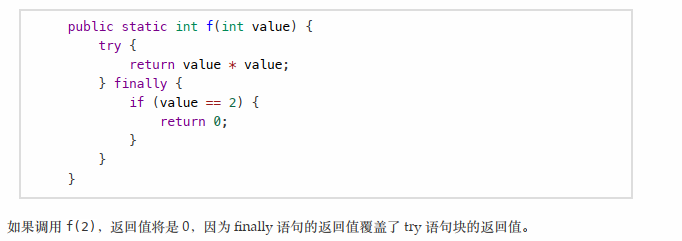 public static int f(int value) {
    try {
        return value * value;
    } finally {
        if (value == 2) {
            return 0;
        }
    }
}
如果调用 f(2)，返回值将是 0，因为 finally 语句的返回值覆盖了 try 语句块的返回值。